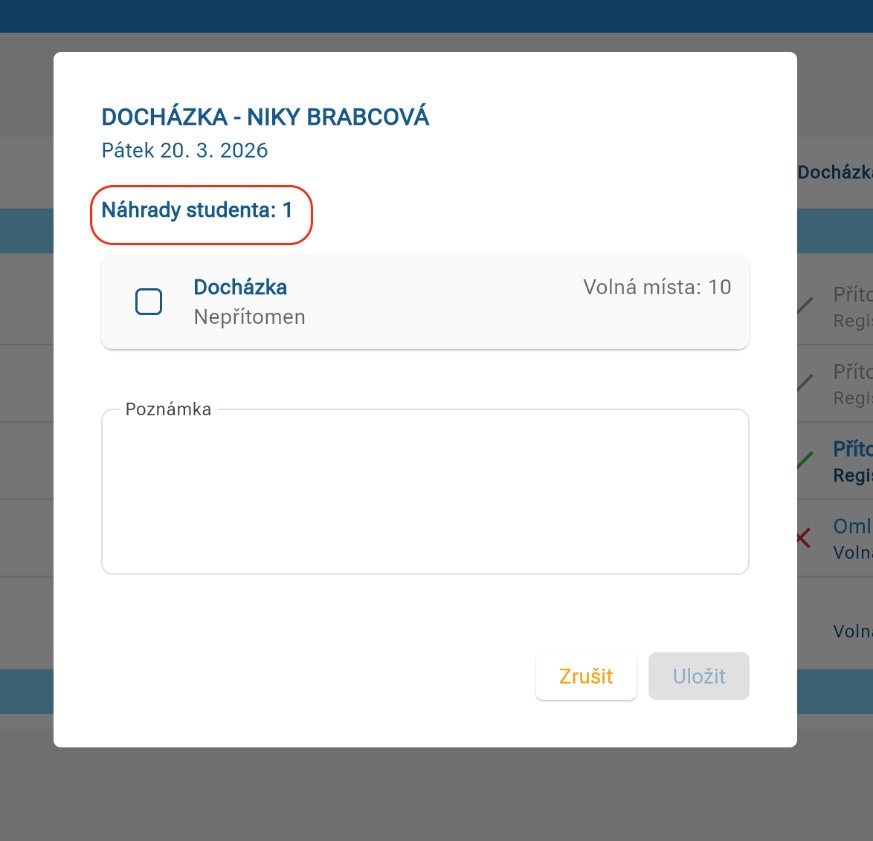 DOCHÁZKA - NIKY BRABCOVÁ
Pátek 20. 3. 2026
Náhrady studenta: 1
Docházka
Volná místa: 10
Nepřítomen
Poznámka
Zrušit
Uložit